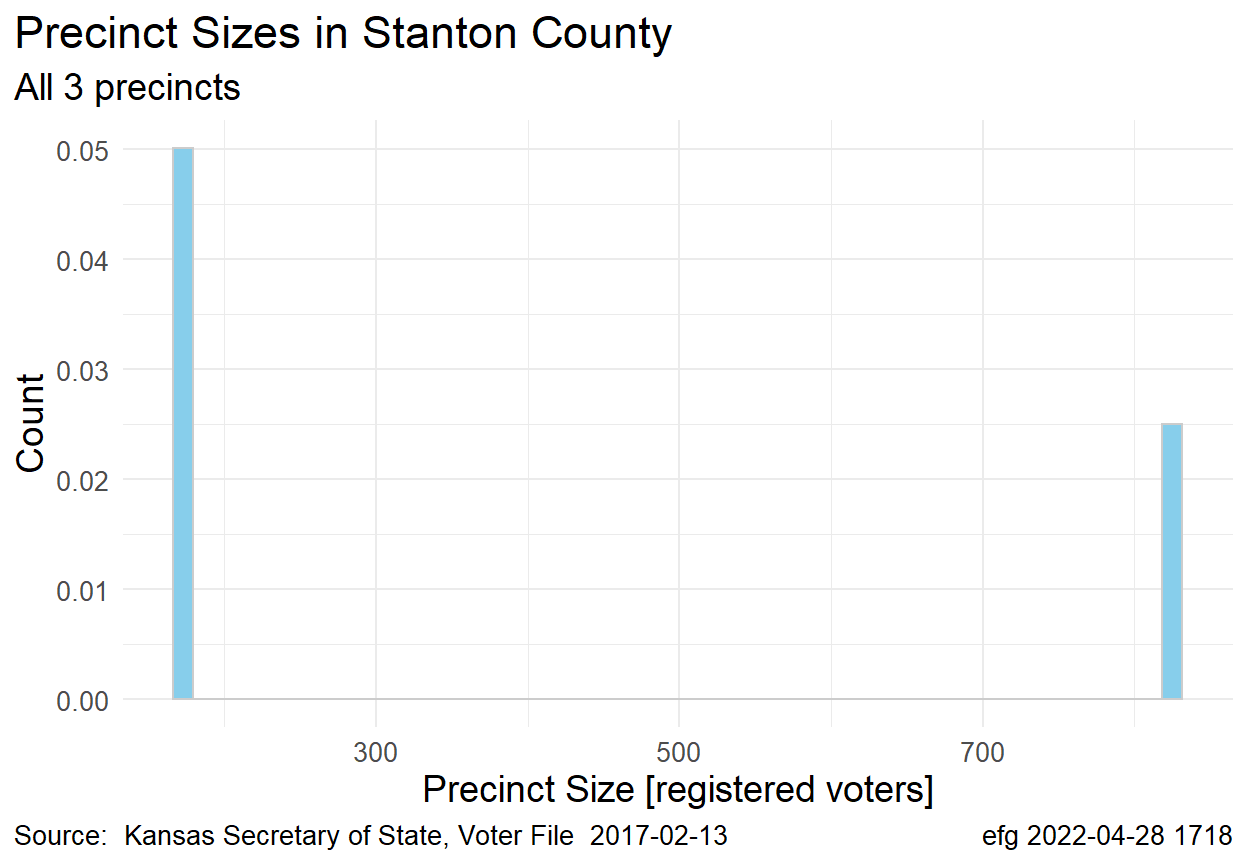 Precinct Sizes in Stanton County
All 3 precincts
0.05
0.04
0.03
0.02
0.01
0.00
Count
300 500 700
Precinct Size [registered voters]
Source:  Kansas Secretary of State, Voter File  2017-02-13
efg 2022-04-28 1718